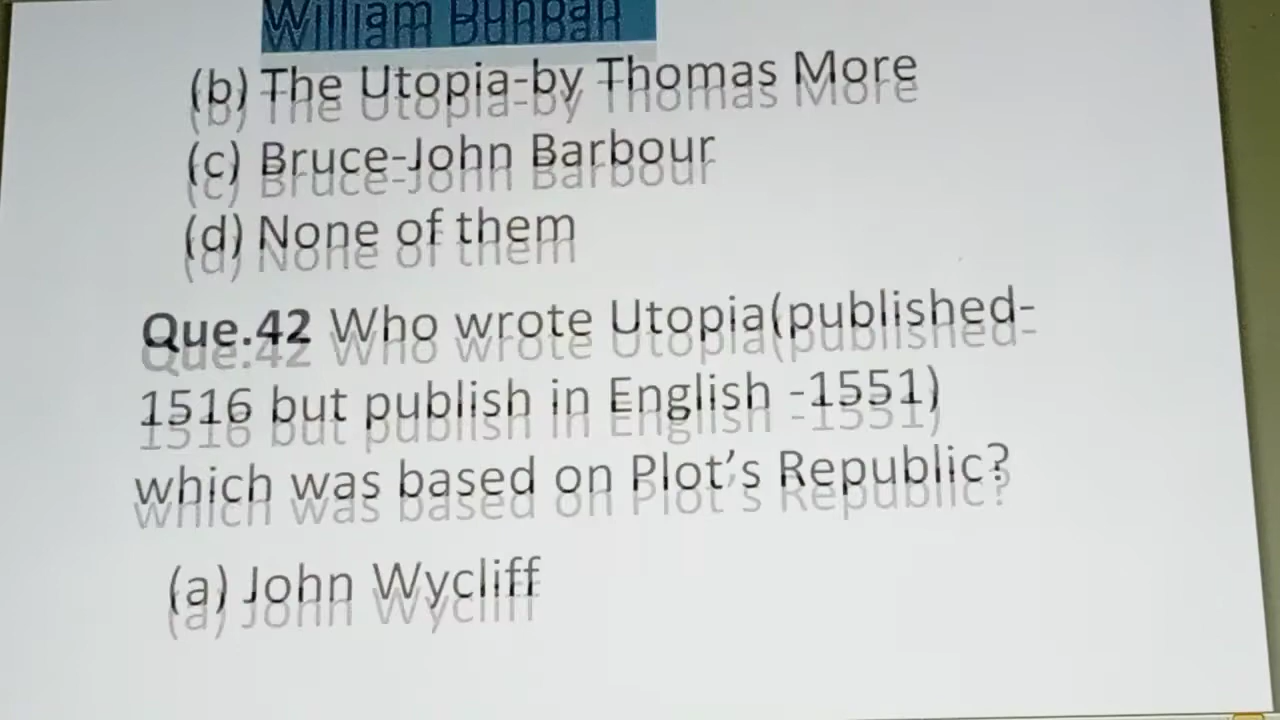 William Dunbar
(b) The Utopia-by Thomas More
(c) Bruce-John Barbour
(d) None of them
Que.42 Who wrote Utopia(published-
1516 but publish in English -1551)
which was based on Plot's Republic?
(a) John Wycliff